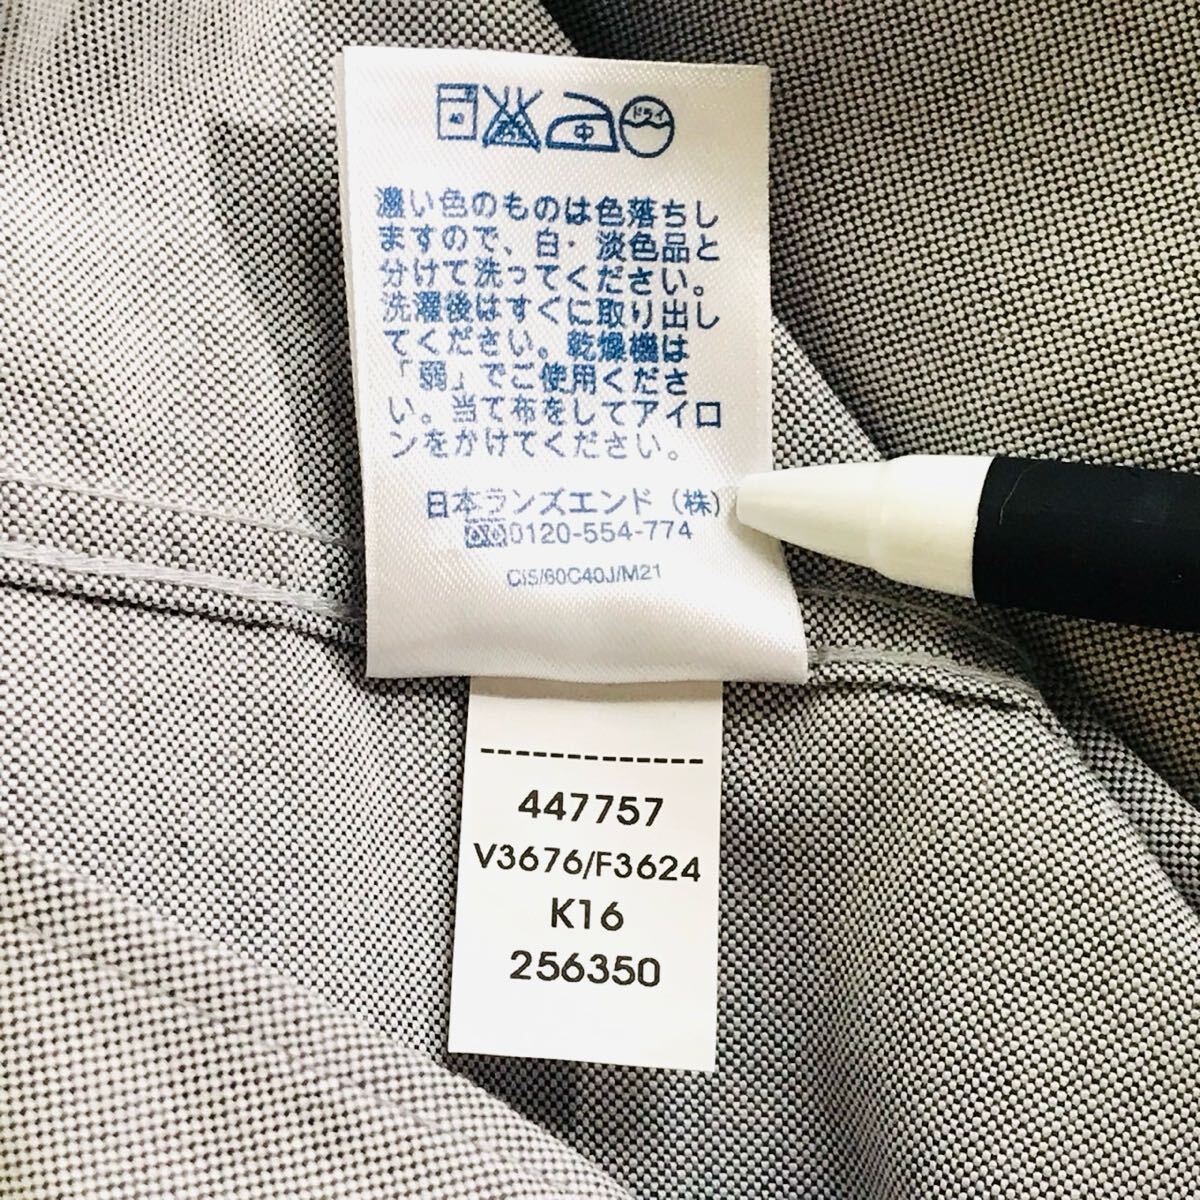 40 中 ドライ
濃い色のものは色落ちし
ますので、白・淡色品と
分けて洗ってください。
洗濯後はすぐに取り出し
てください。乾燥機は
「弱」でご使用くださ
い。当て布をしてアイロ
ンをかけてください。
日本ランズエンド（株）
0120-554-774
/60C40J/M21
447757
V3676/F3624
K16
256350